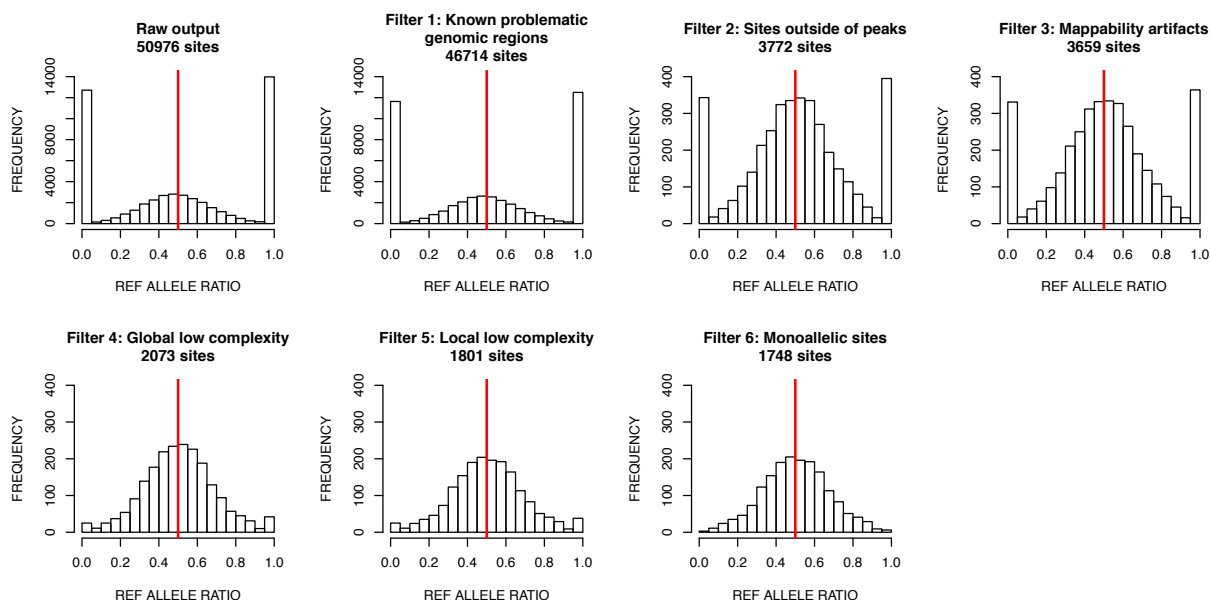 Raw output
50976 sites
FREQUENCY
14000
8000
4000
0
0.0 0.2 0.4 0.6 0.8 1.0
REF ALLELE RATIO
Filter 1: Known problematic
genomic regions
46714 sites
FREQUENCY
14000
8000
4000
0
0.0 0.2 0.4 0.6 0.8 1.0
REF ALLELE RATIO
Filter 2: Sites outside of peaks
3772 sites
FREQUENCY
400
300
200
100
0
0.0 0.2 0.4 0.6 0.8 1.0
REF ALLELE RATIO
Filter 3: Mappability artifacts
3659 sites
FREQUENCY
400
300
200
100
0
0.0 0.2 0.4 0.6 0.8 1.0
REF ALLELE RATIO
Filter 4: Global low complexity
2073 sites
FREQUENCY
400
300
200
100
0
0.0 0.2 0.4 0.6 0.8 1.0
REF ALLELE RATIO
Filter 5: Local low complexity
1801 sites
FREQUENCY
400
300
200
100
0
0.0 0.2 0.4 0.6 0.8 1.0
REF ALLELE RATIO
Filter 6: Monoallelic sites
1748 sites
FREQUENCY
400
300
200
100
0
0.0 0.2 0.4 0.6 0.8 1.0
REF ALLELE RATIO